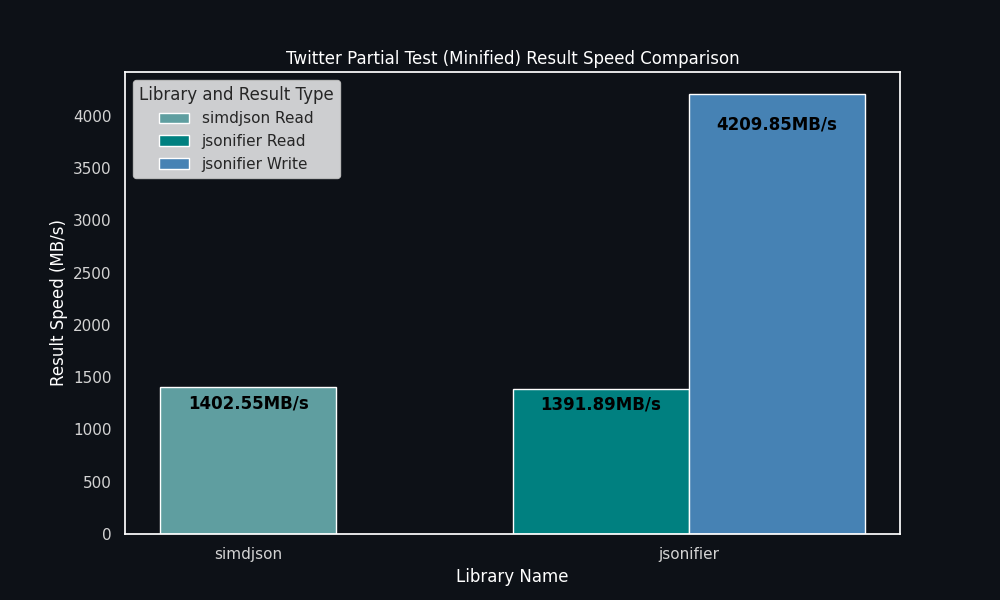 Twitter Partial Test (Minified) Result Speed Comparison
Library and Result Type
simdjson Read
jsonifier Read
jsonifier Write
4000
3500
3000
2500
2000
1500
1000
500
0
Result Speed (MB/s)
1402.55MB/s
1391.89MB/s
4209.85MB/s
simdjson
jsonifier
Library Name